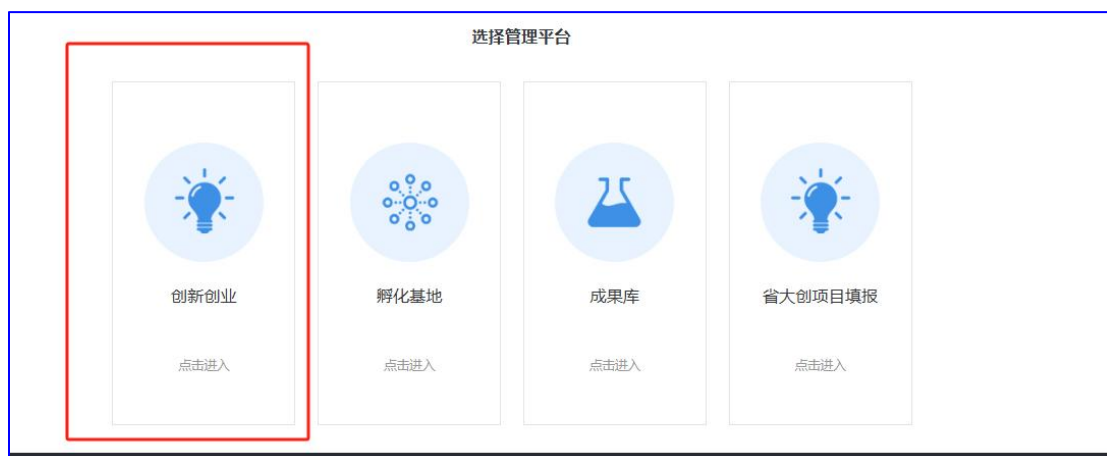 选择管理平台
创新创业
孵化基地
成果库
省大创项目填报
点击进入
点击进入
点击进入
点击进入